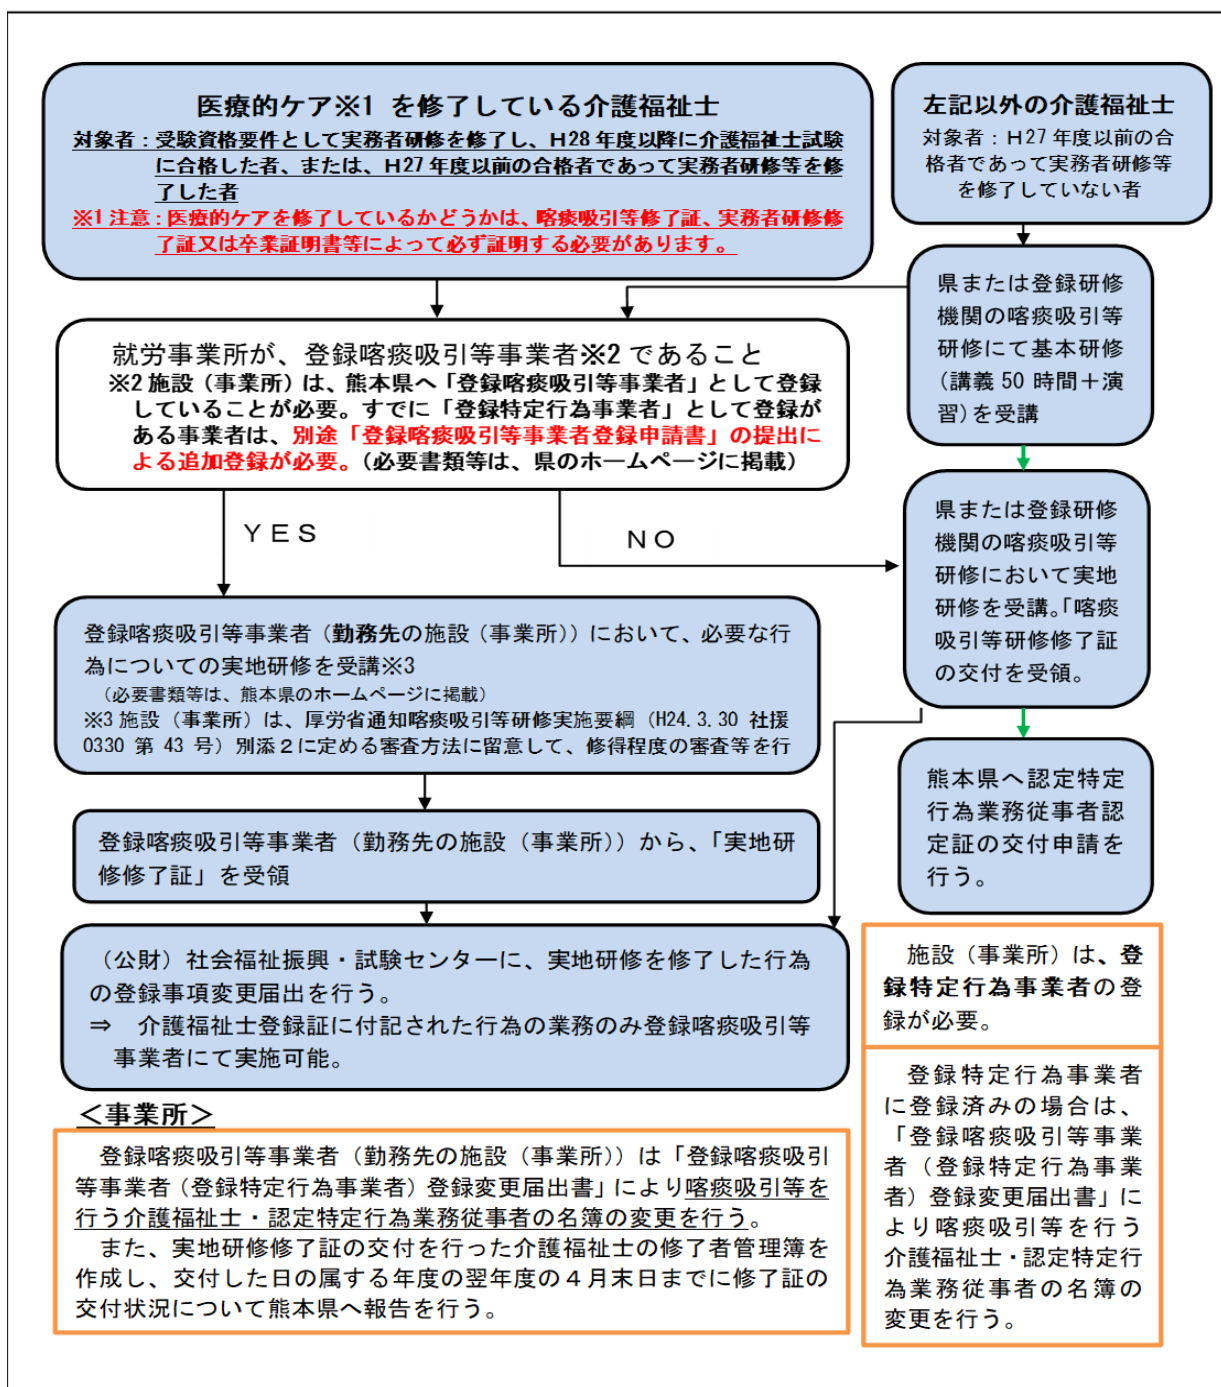 医療的ケア※1 を修了している介護福祉士
対象者：受験資格要件として実務者研修を修了し、H28 年度以降に介護福祉士試験
に合格した者、または、H27 年度以前の合格者であって実務者研修等を修
了した者
※1 注意：医療的ケアを修了しているかどうかは、喀痰吸引等修了証、実務者研修修
了証又は卒業証明書等によって必ず証明する必要があります。
左記以外の介護福祉士
対象者：H27 年度以前の合
格者であって実務者研修等
を修了していない者
県または登録研修
機関の喀痰吸引等
研修にて基本研修
（講義 50 時間＋演
習）を受講
就労事業所が、登録喀痰吸引等事業者※2 であること
※2 施設（事業所）は、熊本県へ「登録喀痰吸引等事業者」として登録
していることが必要。すでに「登録特定行為事業者」として登録が
ある事業者は、別途「登録喀痰吸引等事業者登録申請書」の提出に
よる追加登録が必要。（必要書類等は、県のホームページに掲載）
ＹＥＳ
ＮＯ
県または登録研修
機関の喀痰吸引等
研修において実地
研修を受講。「喀痰
吸引等研修修了証
の交付を受領。
登録喀痰吸引等事業者（勤務先の施設（事業所））において、必要な行
為についての実地研修を受講※3
（必要書類等は、熊本県のホームページに掲載）
※3 施設（事業所）は、厚労省通知喀痰吸引等研修実施要綱（H24.3.30 社援
0330 第 43 号）別添２に定める審査方法に留意して、修得程度の審査等を行
熊本県へ認定特定
行為業務従事者認
定証の交付申請を
行う。
登録喀痰吸引等事業者（勤務先の施設（事業所））から、「実地研
修修了証」を受領
（公財）社会福祉振興・試験センターに、実地研修を修了した行為
の登録事項変更届出を行う。
⇒　介護福祉士登録証に付記された行為の業務のみ登録喀痰吸引等
事業者にて実施可能。
施設（事業所）は、登
録特定行為事業者の登
録が必要。
登録特定行為事業者
に登録済みの場合は、
「登録喀痰吸引等事業
者（登録特定行為事業
者）登録変更届出書」に
より喀痰吸引等を行う
介護福祉士・認定特定行
為業務従事者の名簿の
変更を行う。
＜事業所＞
登録喀痰吸引等事業者（勤務先の施設（事業所））は「登録喀痰吸引
等事業者（登録特定行為事業者）登録変更届出書」により喀痰吸引等を
行う介護福祉士・認定特定行為業務従事者の名簿の変更を行う。
また、実地研修修了証の交付を行った介護福祉士の修了者管理簿を
作成し、交付した日の属する年度の翌年度の４月末日までに修了証の
交付状況について熊本県へ報告を行う。